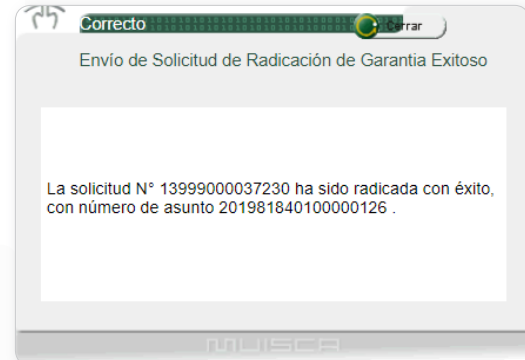 Correcto
Cerrar
Envío de Solicitud de Radicación de Garantia Exitoso
La solicitud N° 13999000037230 ha sido radicada con éxito,
con número de asunto 201981840100000126 .
MUISCA